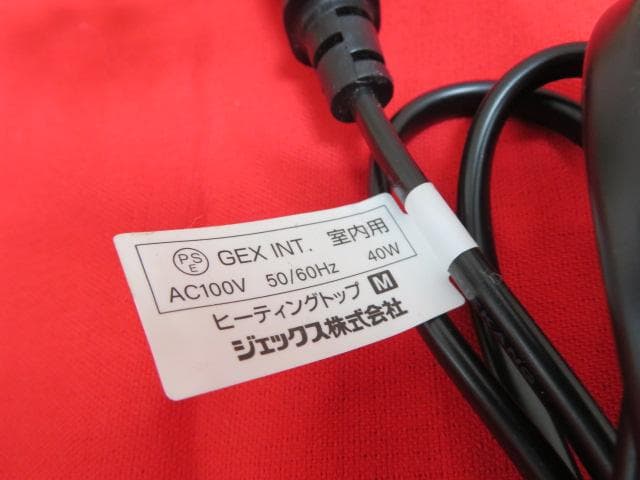 PSE GEX INT. 室内用
AC100V 50/60Hz 40W
ヒーティングトップ M
ジェックス株式会社